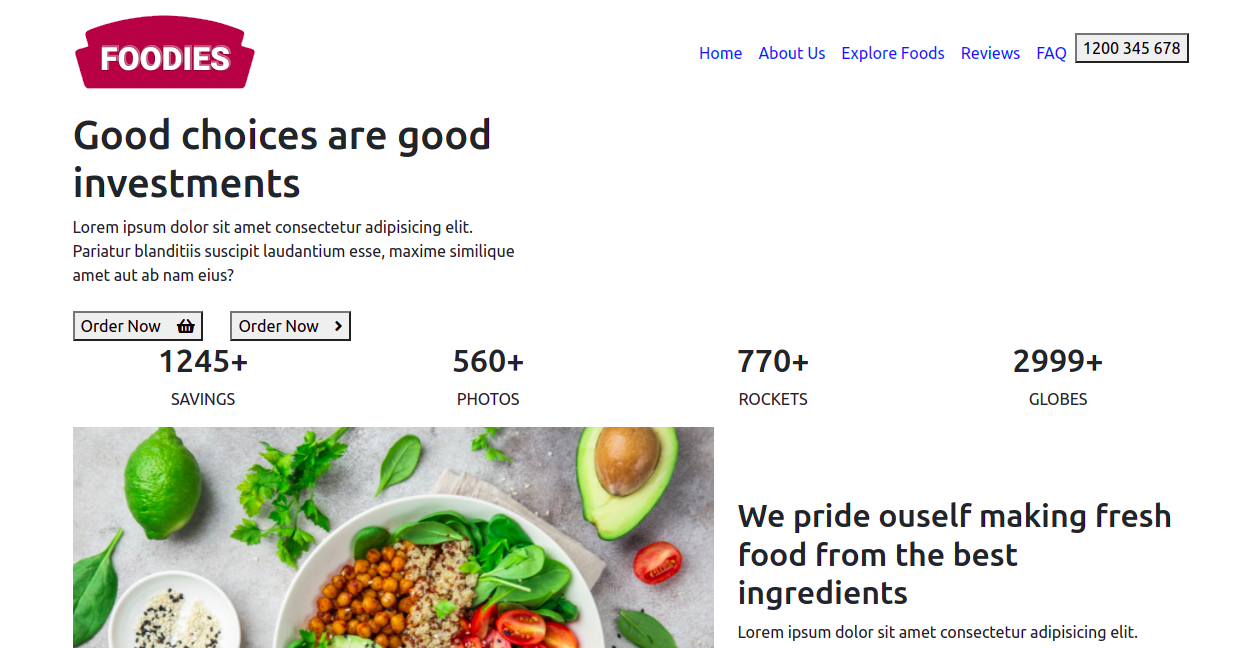 FOODIES
Home About Us Explore Foods Reviews FAQ 1200 345 678
Good choices are good
investments
Lorem ipsum dolor sit amet consectetur adipisicing elit.
Pariatur blanditiis suscipit laudantium esse, maxime similique
amet aut ab nam eius?
Order Now Order Now
1245+ 560+ 770+ 2999+
SAVINGS PHOTOS ROCKETS GLOBES
We pride ouself making fresh
food from the best
ingredients
Lorem ipsum dolor sit amet consectetur adipisicing elit.